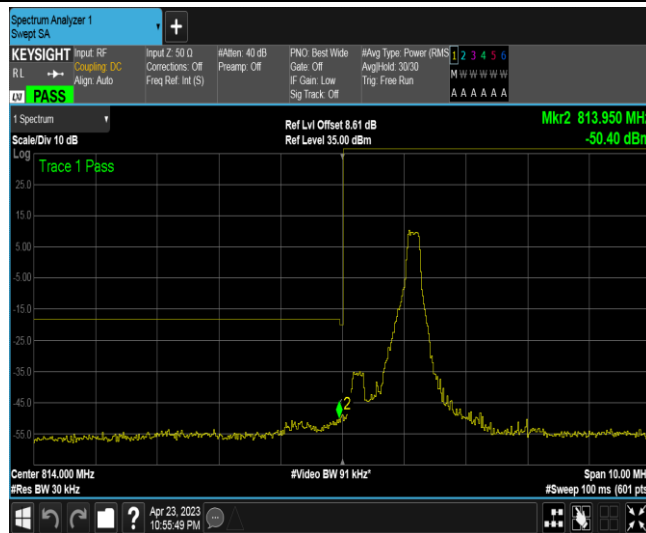 Spectrum Analyzer 1
Swept SA
+
KEYSIGHT
RL
LXI PASS
Input: RF
Coupling: DC
Align: Auto
Input Z: 50 Ω
Corrections: Off
Freq Ref: Int (S)
#Atten: 40 dB
Preamp: Off
PNO: Best Wide
Gate: Off
IF Gain: Low
Sig Track: Off
#Avg Type: Power (RMS
Avg|Hold: 30/30
Trig: Free Run
1 2 3 4 5 6
M W W W W W
A A A A A A
1 Spectrum
Scale/Div 10 dB
Ref Lvl Offset 8.61 dB
Ref Level 35.00 dBm
Mkr2 813.950 MHz
-50.40 dBm
Log
Trace 1 Pass
25.0
15.0
5.00
-5.00
-15.0
-25.0
-35.0
-45.0
-55.0
2
Center 814.000 MHz
#Res BW 30 kHz
#Video BW 91 kHz*
Span 10.00 MH
#Sweep 100 ms (601 pts
?
Apr 23, 2023
10:55:49 PM